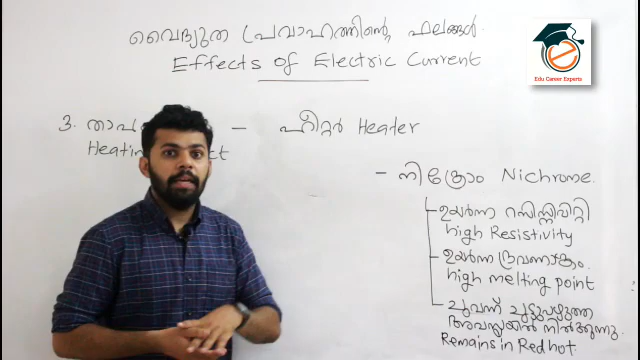 വൈദ്യുത പ്രവാഹത്തിന്റെ ഫലങ്ങൾ.
Effects of Electric Current
Edu Career Experts
3. — ഹീറ്റർ Heater
Heating
- നിക്രോം Nichrome.
ഉയർന്ന റസിസ്റ്റിവിറ്റി
high Resistivity
ഉയർന്ന ദ്രവണാങ്കം.
high melting point
ചുവന്ന് ചുട്ടുപഴുത്ത
അവസ്ഥയിൽ നിൽക്കുന്നു.
Remains in Red hot.